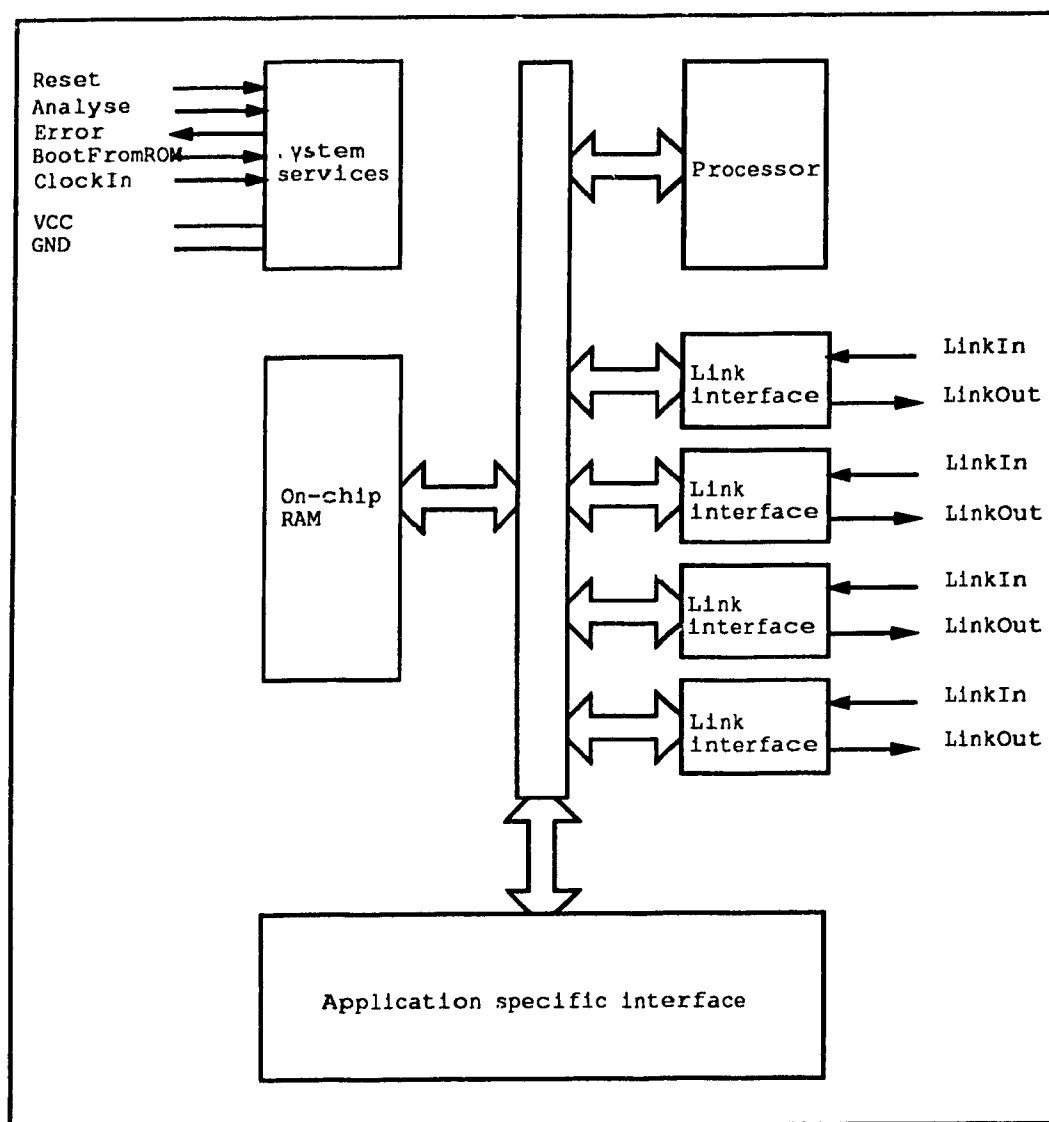 Reset
Analyse
Error
BootFromROM
ClockIn
VCC
GND
.ystem
services
Processor
On-chip
RAM
Link
interface
LinkIn
LinkOut
Link
interface
LinkIn
LinkOut
Link
interface
LinkIn
LinkOut
Link
interface
LinkIn
LinkOut
Application specific interface